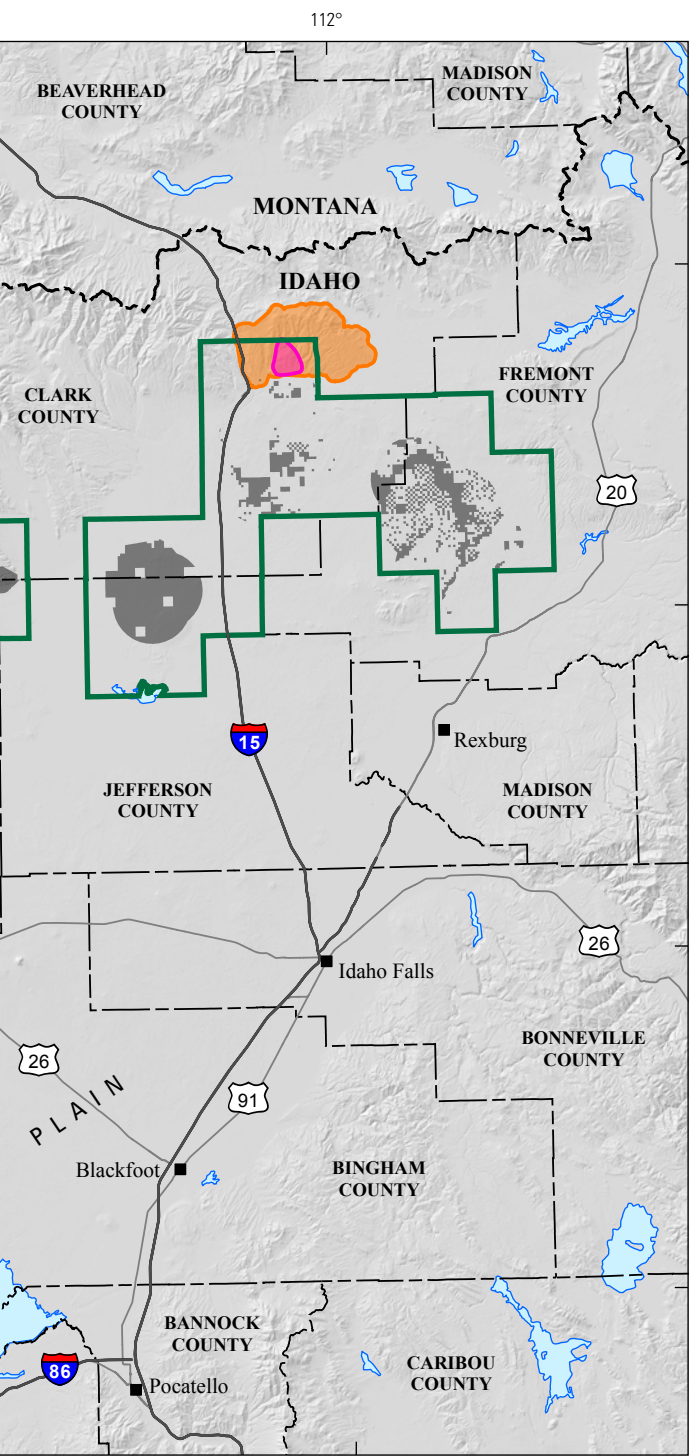 112°
BEAVERHEAD
COUNTY
MADISON
COUNTY
MONTANA
IDAHO
CLARK
COUNTY
FREMONT
COUNTY
20
15
Rexburg
JEFFERSON
COUNTY
MADISON
COUNTY
26
Idaho Falls
BONNEVILLE
COUNTY
26
PLAIN
91
Blackfoot
BINGHAM
COUNTY
BANNOCK
COUNTY
CARIBOU
COUNTY
86
Pocatello